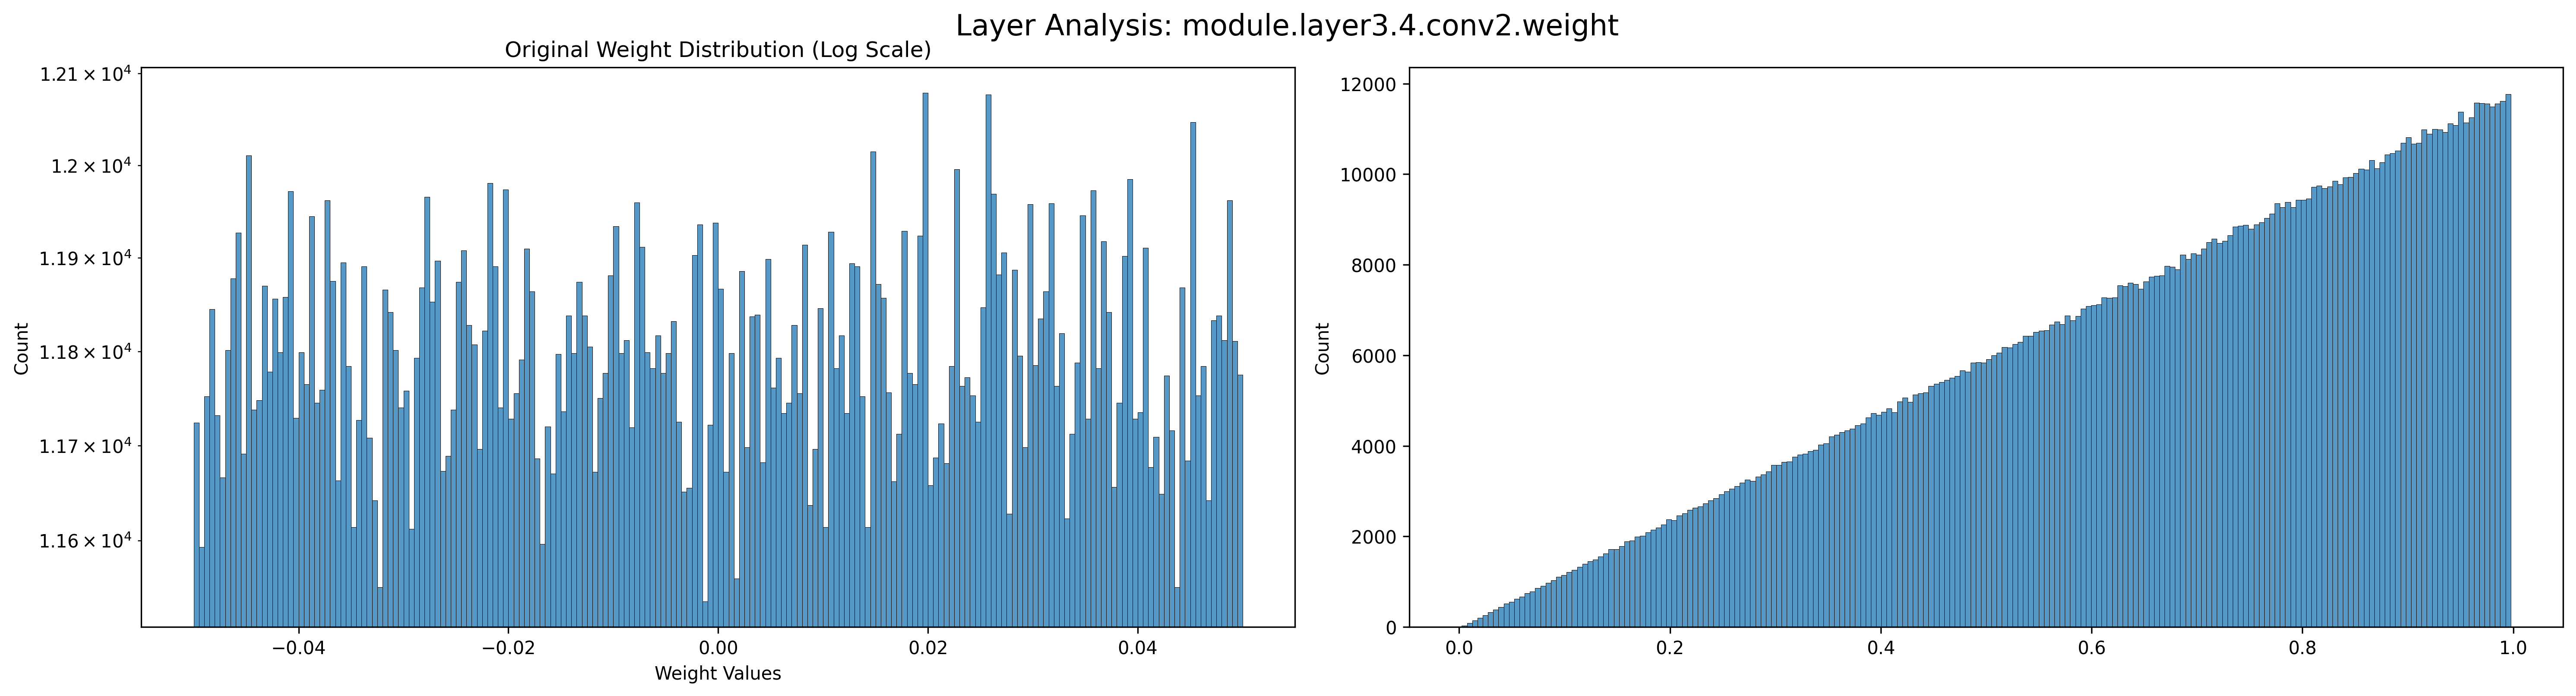 Layer Analysis: module.layer3.4.conv2.weight
Original Weight Distribution (Log Scale)
1.21 × 10⁴
1.2 × 10⁴
1.19 × 10⁴
1.18 × 10⁴
1.17 × 10⁴
1.16 × 10⁴
Count
−0.04 −0.02 0.00 0.02 0.04
Weight Values
12000
10000
8000
6000
4000
2000
0
Count
0.0 0.2 0.4 0.6 0.8 1.0